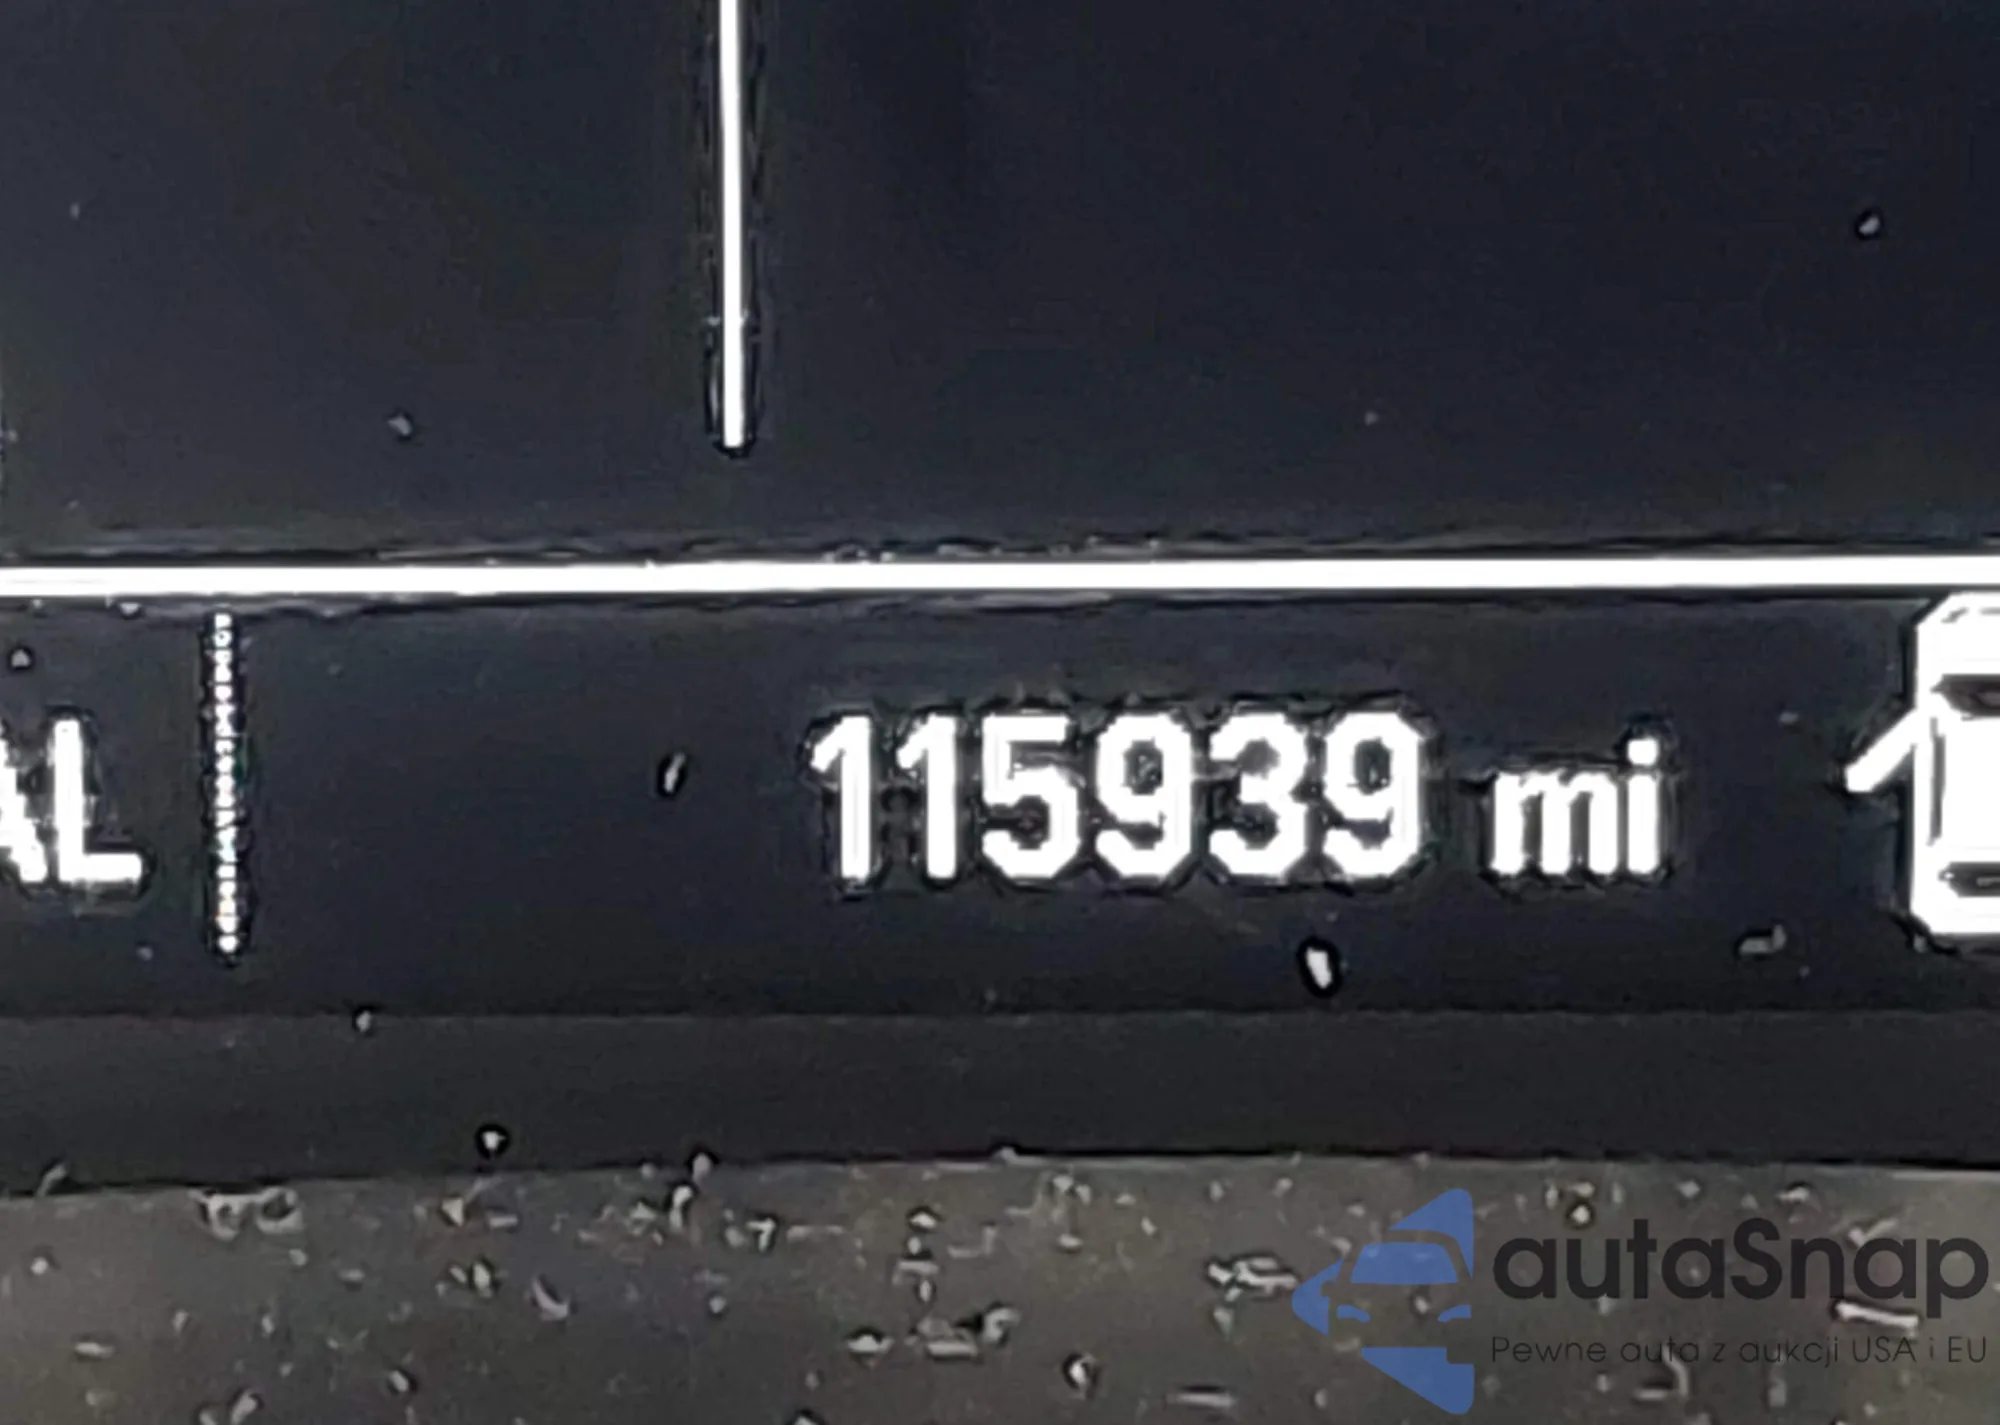 AL
115939 mi
autaSnap
Pewne auta z aukcji USA i EU